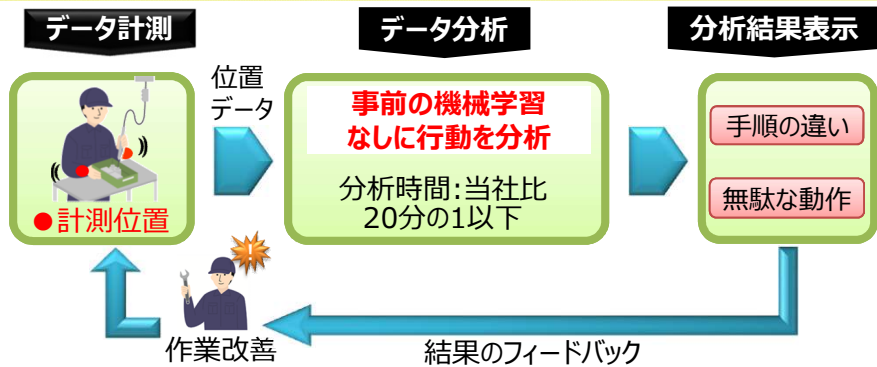 データ計測
データ分析
分析結果表示
位置
データ
●計測位置
事前の機械学習
なしに行動を分析
分析時間:当社比
20分の1以下
手順の違い
無駄な動作
作業改善
結果のフィードバック